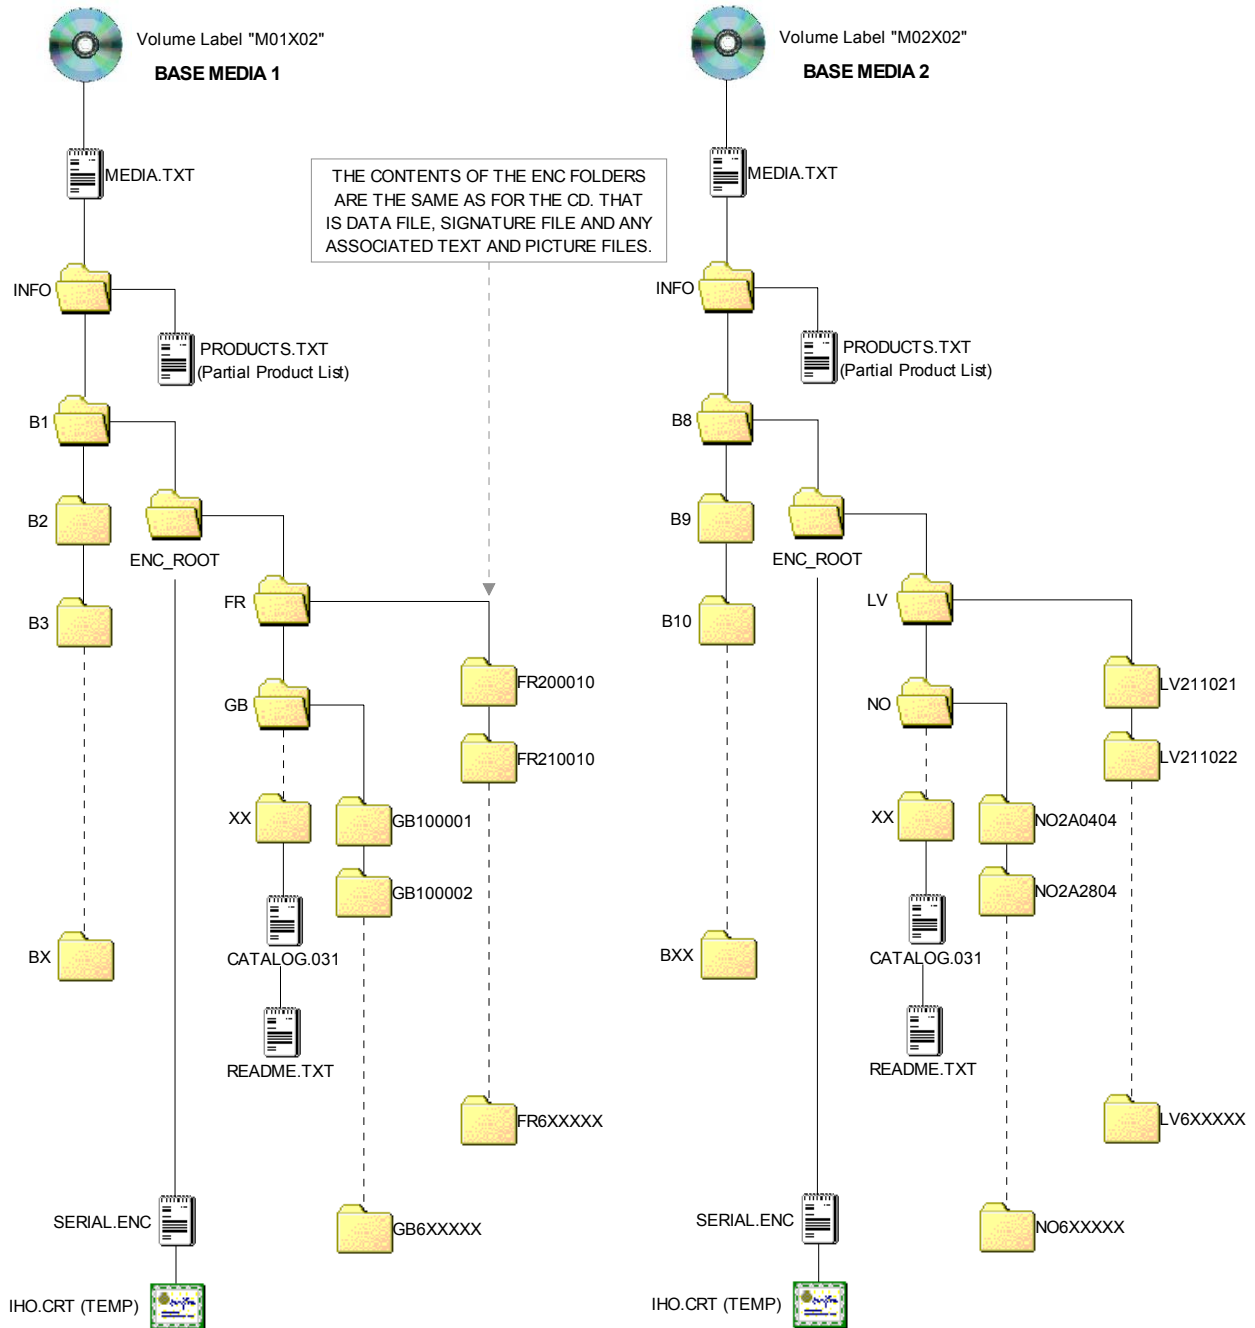 Volume Label "M01X02"
BASE MEDIA 1
MEDIA.TXT
THE CONTENTS OF THE ENC FOLDERS
ARE THE SAME AS FOR THE CD. THAT
IS DATA FILE, SIGNATURE FILE AND ANY
ASSOCIATED TEXT AND PICTURE FILES.
INFO
PRODUCTS.TXT
(Partial Product List)
B1
B2
ENC_ROOT
FR
B3
FR200010
GB
FR210010
XX
GB100001
GB100002
BX
CATALOG.031
README.TXT
FR6XXXXX
SERIAL.ENC
GB6XXXXX
IHO.CRT (TEMP)
Volume Label "M02X02"
BASE MEDIA 2
MEDIA.TXT
INFO
PRODUCTS.TXT
(Partial Product List)
B8
B9
ENC_ROOT
LV
B10
LV211021
NO
LV211022
XX
NO2A0404
NO2A2804
BXX
CATALOG.031
README.TXT
LV6XXXXX
SERIAL.ENC
NO6XXXXX
IHO.CRT (TEMP)